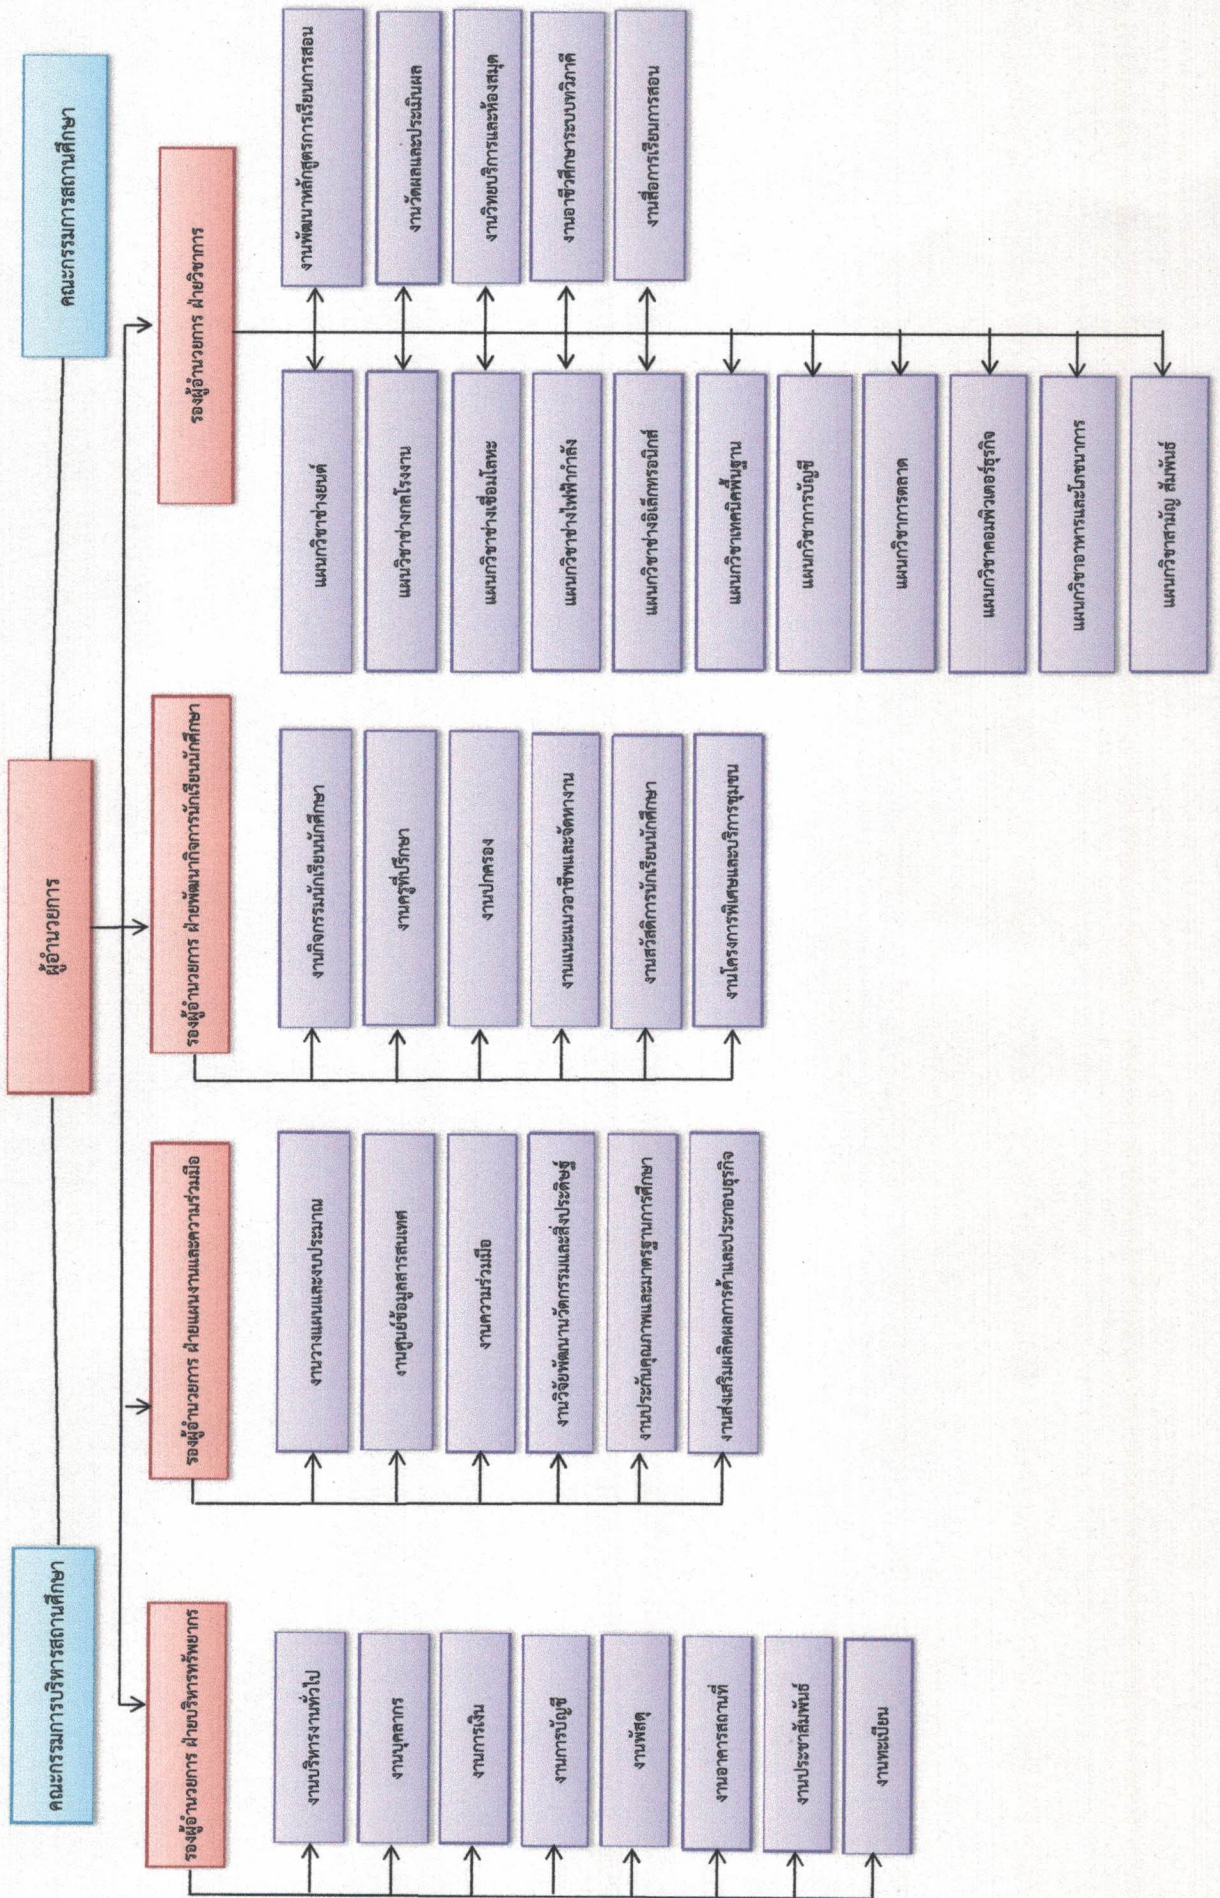 ผู้อำนวยการ
คณะกรรมการบริหารสถานศึกษา
คณะกรรมการสถานศึกษา
รองผู้อำนวยการ ฝ่ายบริหารทรัพยากร
งานบริหารงานทั่วไป
งานบุคลากร
งานการเงิน
งานการบัญชี
งานพัสดุ
งานอาคารสถานที่
งานประชาสัมพันธ์
งานทะเบียน
รองผู้อำนวยการ ฝ่ายแผนงานและความร่วมมือ
งานวางแผนและงบประมาณ
งานศูนย์ข้อมูลสารสนเทศ
งานความร่วมมือ
งานวิจัยพัฒนานวัตกรรมและสิ่งประดิษฐ์
งานประกันคุณภาพและมาตรฐานการศึกษา
งานส่งเสริมผลิตผลการค้าและประกอบธุรกิจ
รองผู้อำนวยการ ฝ่ายพัฒนากิจการนักเรียนนักศึกษา
งานกิจกรรมนักเรียนนักศึกษา
งานครูที่ปรึกษา
งานปกครอง
งานแนะแนวอาชีพและจัดหางาน
งานสวัสดิการนักเรียนนักศึกษา
งานโครงการพิเศษและบริการชุมชน
รองผู้อำนวยการ ฝ่ายวิชาการ
แผนกวิชาช่างยนต์
แผนวิชาช่างกลโรงงาน
แผนกวิชาช่างเชื่อมโลหะ
แผนกวิชาช่างไฟฟ้ากำลัง
แผนกวิชาช่างอิเล็กทรอนิกส์
แผนกวิชาเทคนิคพื้นฐาน
แผนกวิชาการบัญชี
แผนกวิชาการตลาด
แผนกวิชาคอมพิวเตอร์ธุรกิจ
แผนกวิชาอาหารและโภชนาการ
แผนกวิชาสามัญ สัมพันธ์
งานพัฒนาหลักสูตรการเรียนการสอน
งานวัดผลและประเมินผล
งานวิทยบริการและห้องสมุด
งานอาชีวศึกษาระบบทวิภาคี
งานสื่อการเรียนการสอน